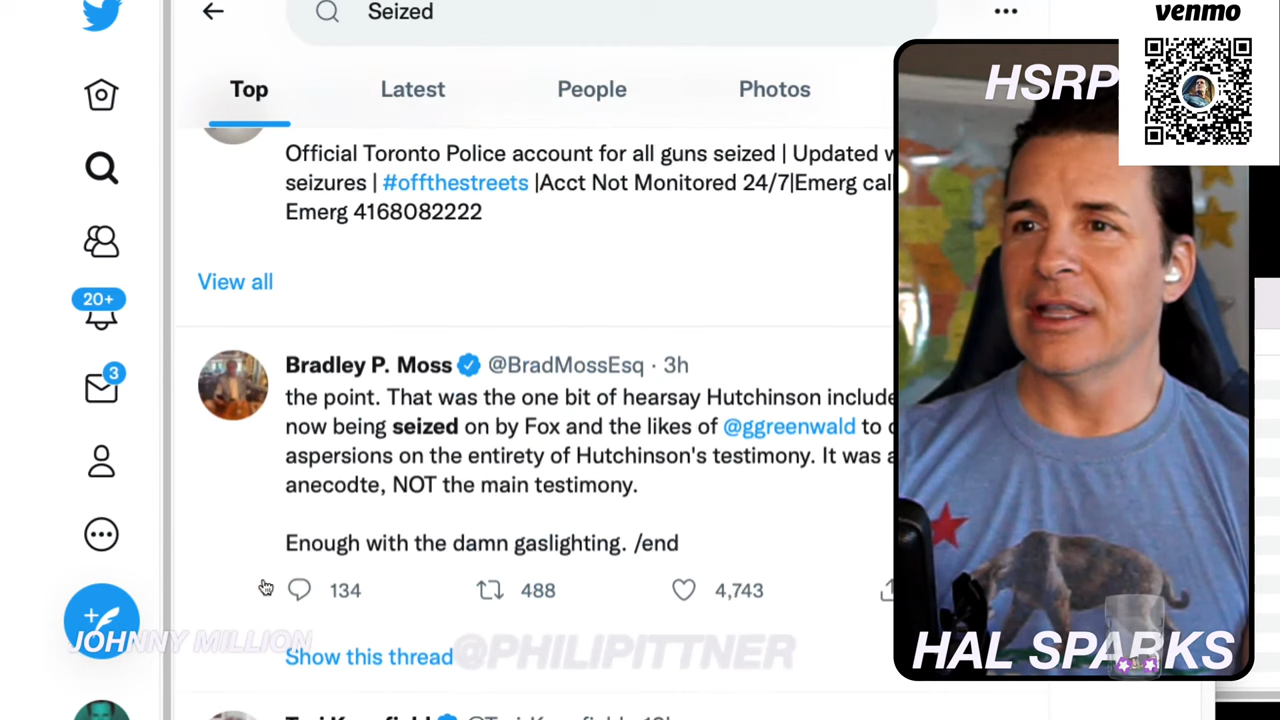 Seized
venmo
Top
Latest
People
Photos
HSRP
Official Toronto Police account for all guns seized | Updated w
seizures | #offthestreets |Acct Not Monitored 24/7|Emerg cal
Emerg 4168082222
View all
20+
Bradley P. Moss @BradMossEsq · 3h
the point. That was the one bit of hearsay Hutchinson include
now being seized on by Fox and the likes of @ggreenwald to c
aspersions on the entirety of Hutchinson's testimony. It was a
anecodte, NOT the main testimony.
3
Enough with the damn gaslighting. /end
134
488
4,743
JOHNNY MILLION
@PHILIPITTNER
HAL SPARKS
Show this thread